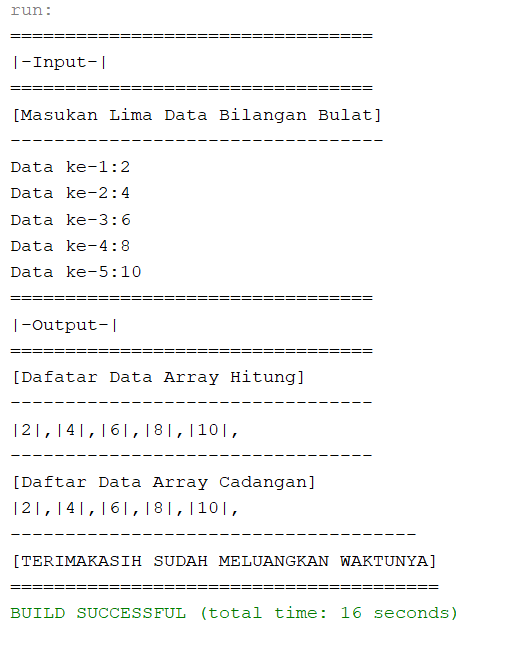 run:
=================================
|-Input-|
=================================
[Masukan Lima Data Bilangan Bulat]
----------------------------------
Data ke-1:2
Data ke-2:4
Data ke-3:6
Data ke-4:8
Data ke-5:10
=================================
|-Output-|
=================================
[Dafatar Data Array Hitung]
---------------------------------
|2|,|4|,|6|,|8|,|10|,
---------------------------------
[Daftar Data Array Cadangan]
|2|,|4|,|6|,|8|,|10|,
-------------------------------------
[TERIMAKASIH SUDAH MELUANGKAN WAKTUNYA]
=======================================
BUILD SUCCESSFUL (total time: 16 seconds)